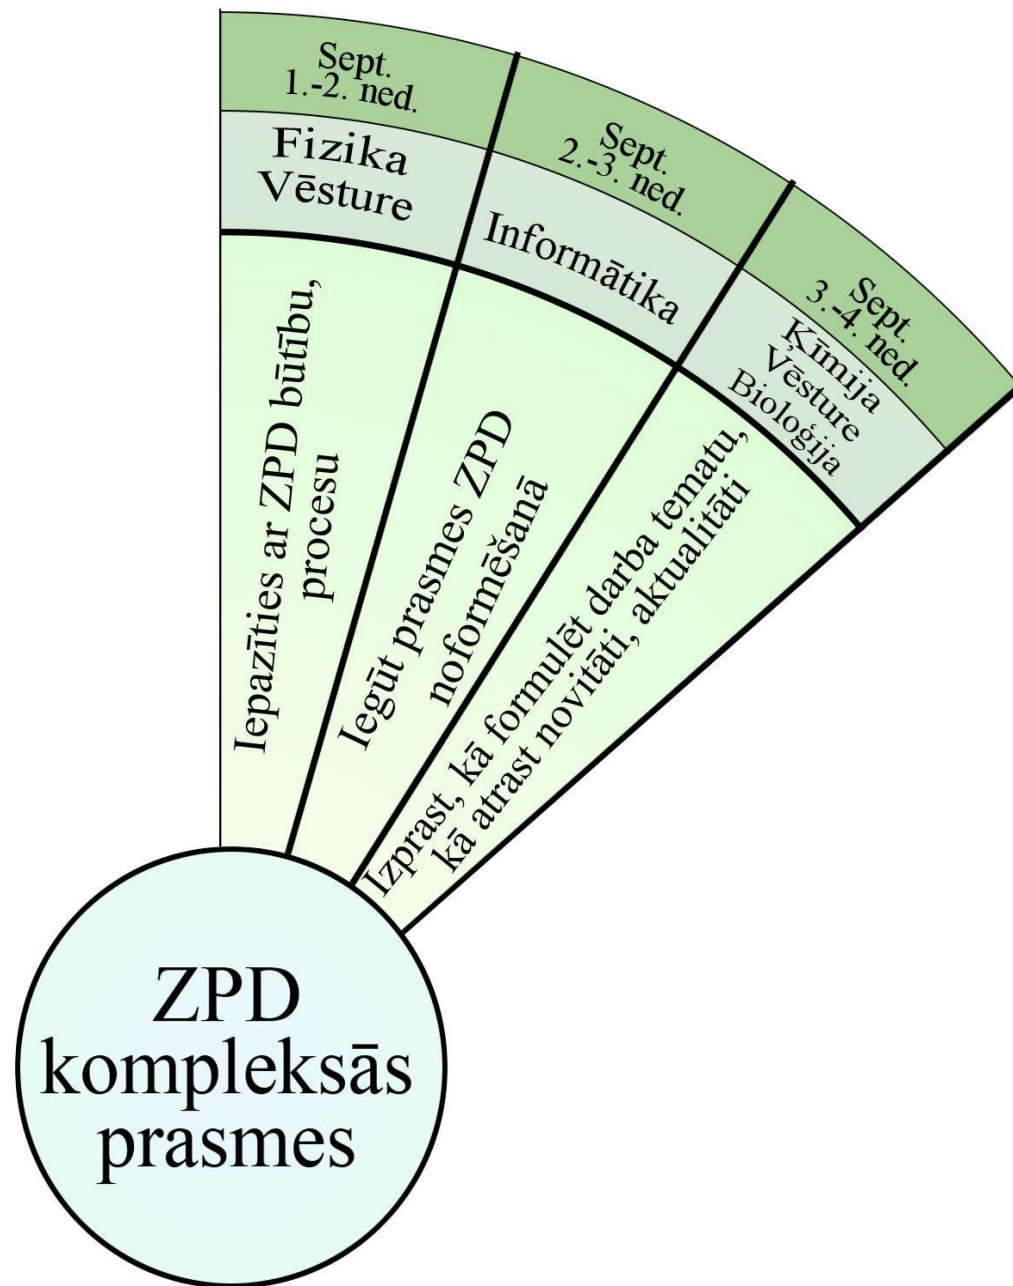 Sept.
1.-2. ned.
Fizika
Vēsture
Iepazīties ar ZPD būtību,
procesu
Sept.
2.-3. ned.
Informātika
Iegūt prasmes ZPD
noformēšanā
Sept.
3.-4. ned.
Ķīmija
Vēsture
Bioloģija
Izprast, kā formulēt darba tematu,
kā atrast novitāti, aktualitāti
ZPD
kompleksās
prasmes